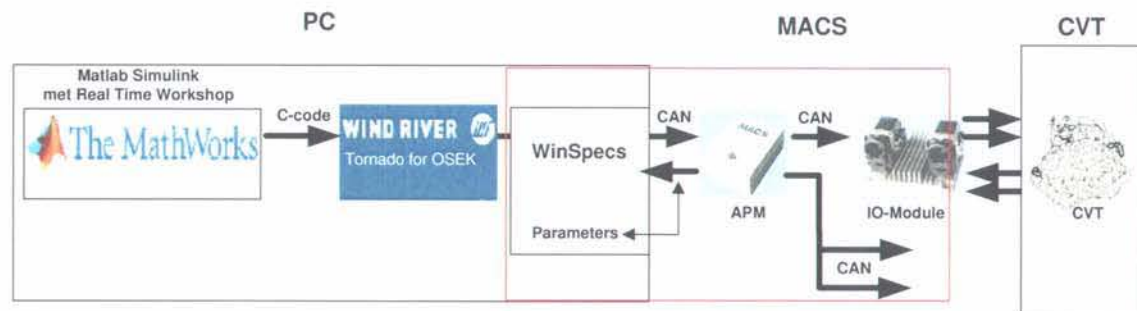 PC
MACS
CVT
Matlab Simulink
met Real Time Workshop
The MathWorks
C-code
WIND RIVER
Tornado for OSEK
WinSpecs
Parameters
CAN
MACS
APM
CAN
IO-Module
CAN
CVT